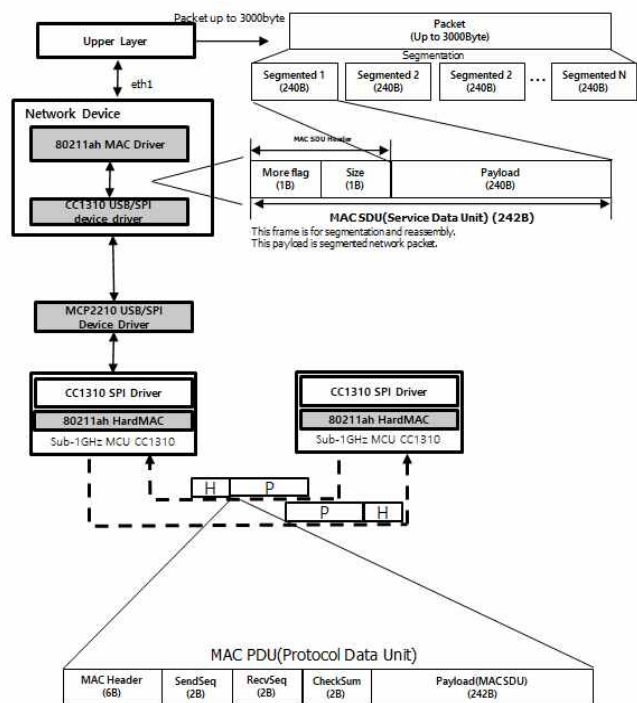 Packet up to 3000byte
Packet
(Up to 3000Byte)
Upper Layer
Segmentation
eth1
Segmented 1
(240B)
Segmented 2
(240B)
Segmented 2
(240B)
...
Segmented N
(240B)
Network Device
80211ah MAC Driver
MAC SDU Header
More flag
(1B)
Size
(1B)
Payload
(240B)
CC1310 USB/SPI
device driver
MAC SDU(Service Data Unit) (242B)
This frame is for segmentation and reassembly.
This payload is segmented network packet.
MCP2210 USB/SPI
Device Driver
CC1310 SPI Driver
80211ah HardMAC
Sub-1GHz MCU CC1310
CC1310 SPI Driver
80211ah HardMAC
Sub-1GHz MCU CC1310
H
P
P
H
MAC PDU(Protocol Data Unit)
MAC Header
(6B)
SendSeq
(2B)
RecvSeq
(2B)
CheckSum
(2B)
Payload(MAC SDU)
(242B)